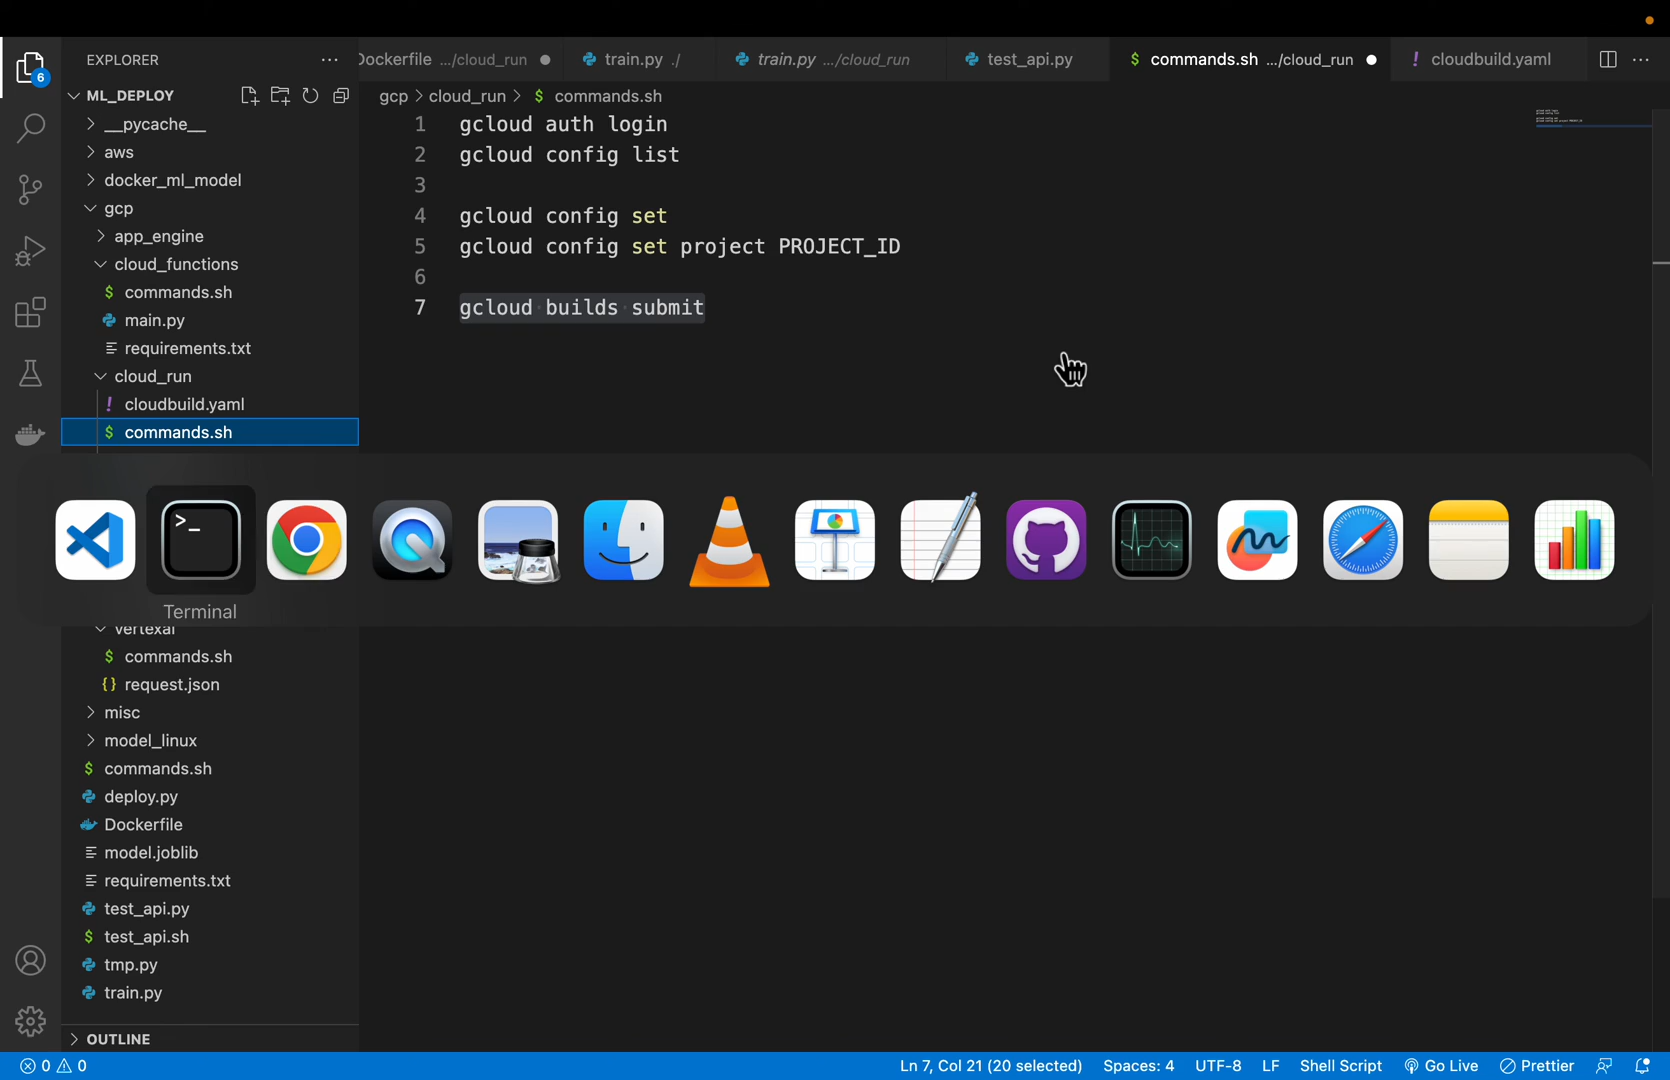 EXPLORER
ML_DEPLOY
__pycache__
aws
docker_ml_model
gcp
app_engine
cloud_functions
$ commands.sh
main.py
requirements.txt
cloud_run
! cloudbuild.yaml
$ commands.sh
vertexai
$ commands.sh
{} request.json
misc
model_linux
$ commands.sh
deploy.py
Dockerfile
model.joblib
requirements.txt
test_api.py
$ test_api.sh
tmp.py
train.py
OUTLINE
6
Dockerfile .../cloud_run
train.py ./
train.py .../cloud_run
test_api.py
$ commands.sh .../cloud_run
! cloudbuild.yaml
gcp > cloud_run > $ commands.sh
1 gcloud auth login
2 gcloud config list
3
4 gcloud config set
5 gcloud config set project PROJECT_ID
6
7 gcloud builds submit
>_
Terminal
0 0
Ln 7, Col 21 (20 selected) Spaces: 4 UTF-8 LF Shell Script Go Live Prettier